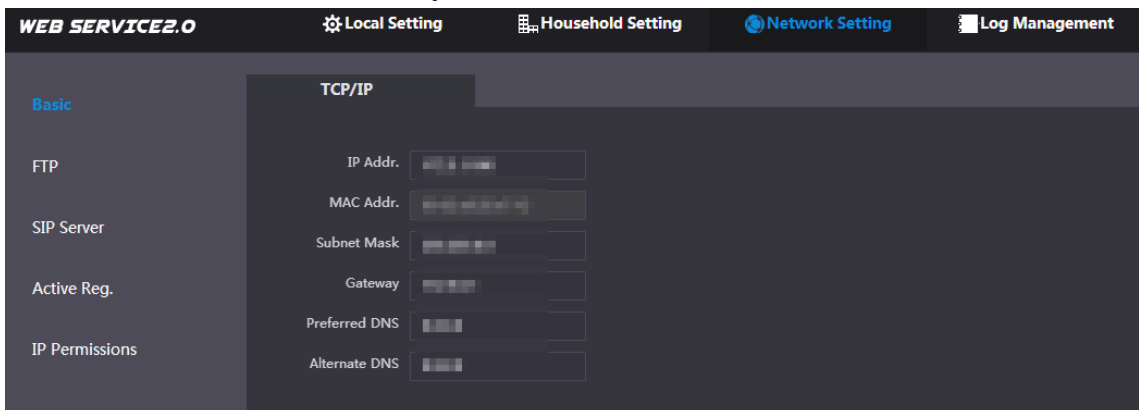 WEB SERVICE2.0 Local Setting Household Setting Network Setting Log Management
Basic
FTP
SIP Server
Active Reg.
IP Permissions
TCP/IP
IP Addr.
MAC Addr.
Subnet Mask
Gateway
Preferred DNS
Alternate DNS